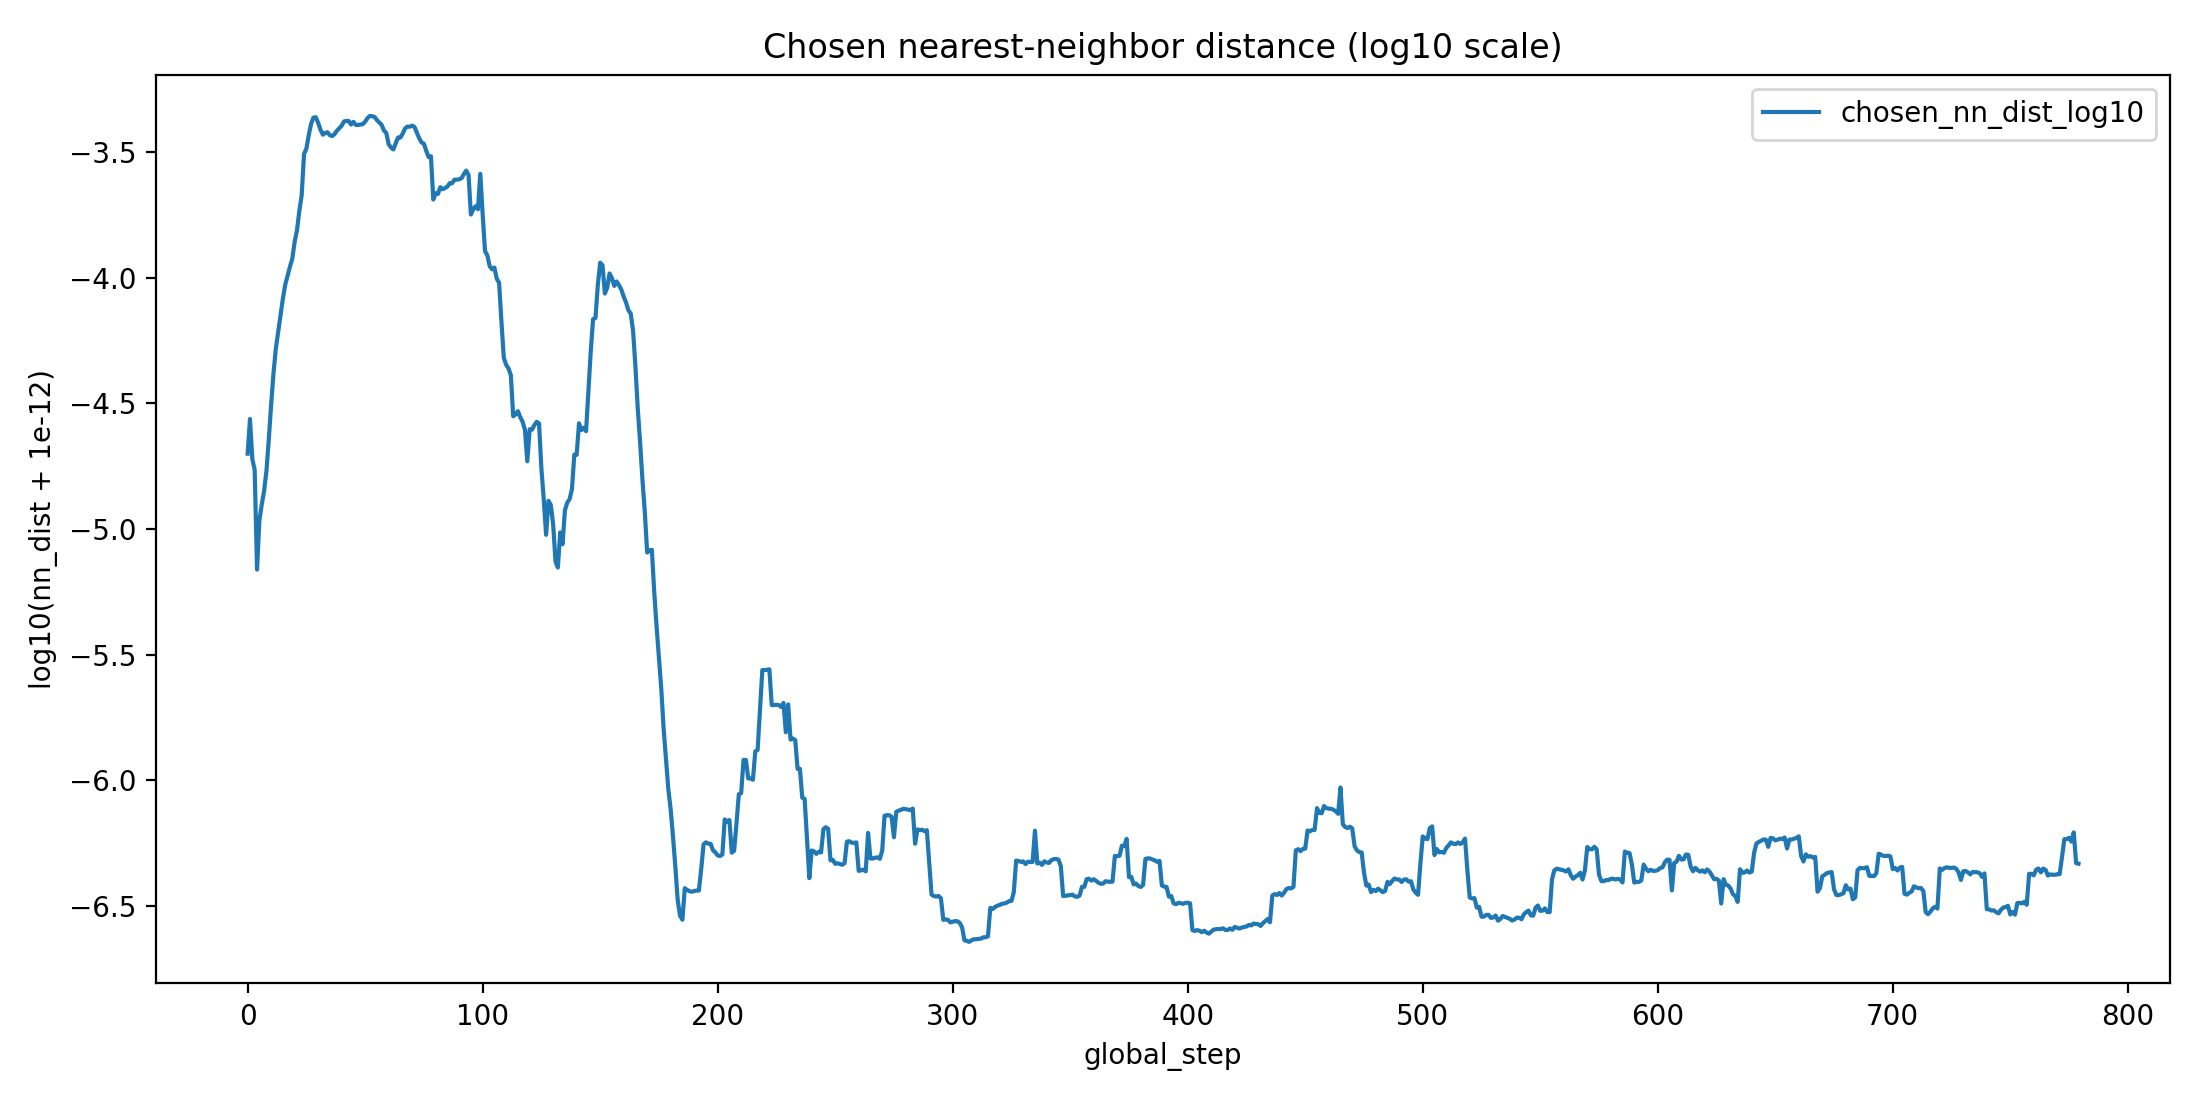 Chosen nearest-neighbor distance (log10 scale)
chosen_nn_dist_log10
log10(nn_dist + 1e-12)
−3.5
−4.0
−4.5
−5.0
−5.5
−6.0
−6.5
0 100 200 300 400 500 600 700 800
global_step